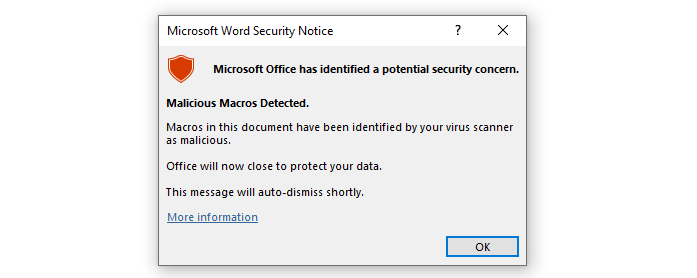 Microsoft Word Security Notice
?
Microsoft Office has identified a potential security concern.
Malicious Macros Detected.
Macros in this document have been identified by your virus scanner
as malicious.
Office will now close to protect your data.
This message will auto-dismiss shortly.
More information
OK